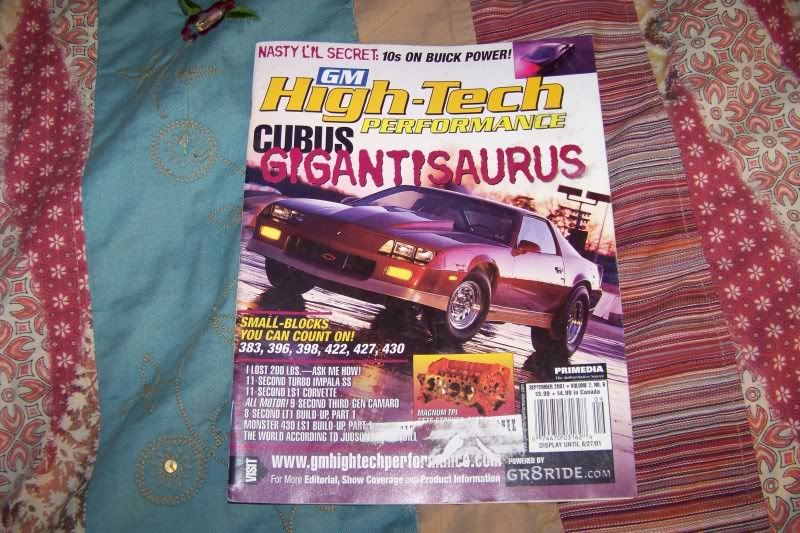 NASTY L'IL SECRET: 10s ON BUICK POWER!
GM
High-Tech
PERFORMANCE
CUBUS
GIGANTISAURUS
SMALL-BLOCKS
YOU CAN COUNT ON!
383, 396, 398, 422, 427, 430
I LOST 200 LBS.—ASK ME HOW!
11-SECOND TURBO IMPALA SS
11-SECOND LS1 CORVETTE
ALL MOTOR! 9-SECOND THIRD GEN CAMARO
8-SECOND LT1 BUILD-UP, PART 1
MONSTER 430 LS1 BUILD-UP, PART 1
THE WORLD ACCORDING TO JUDSON
MAGNUM TPI
PRIMEDIA
SEPTEMBER 2001 • VOLUME 7, NO. 9
$3.99 • $4.99 in Canada
09
DISPLAY UNTIL 8/27/01
VISIT
www.gmhightechperformance.com
For More Editorial, Show Coverage and Product Information
POWERED BY
GR8RIDE.COM